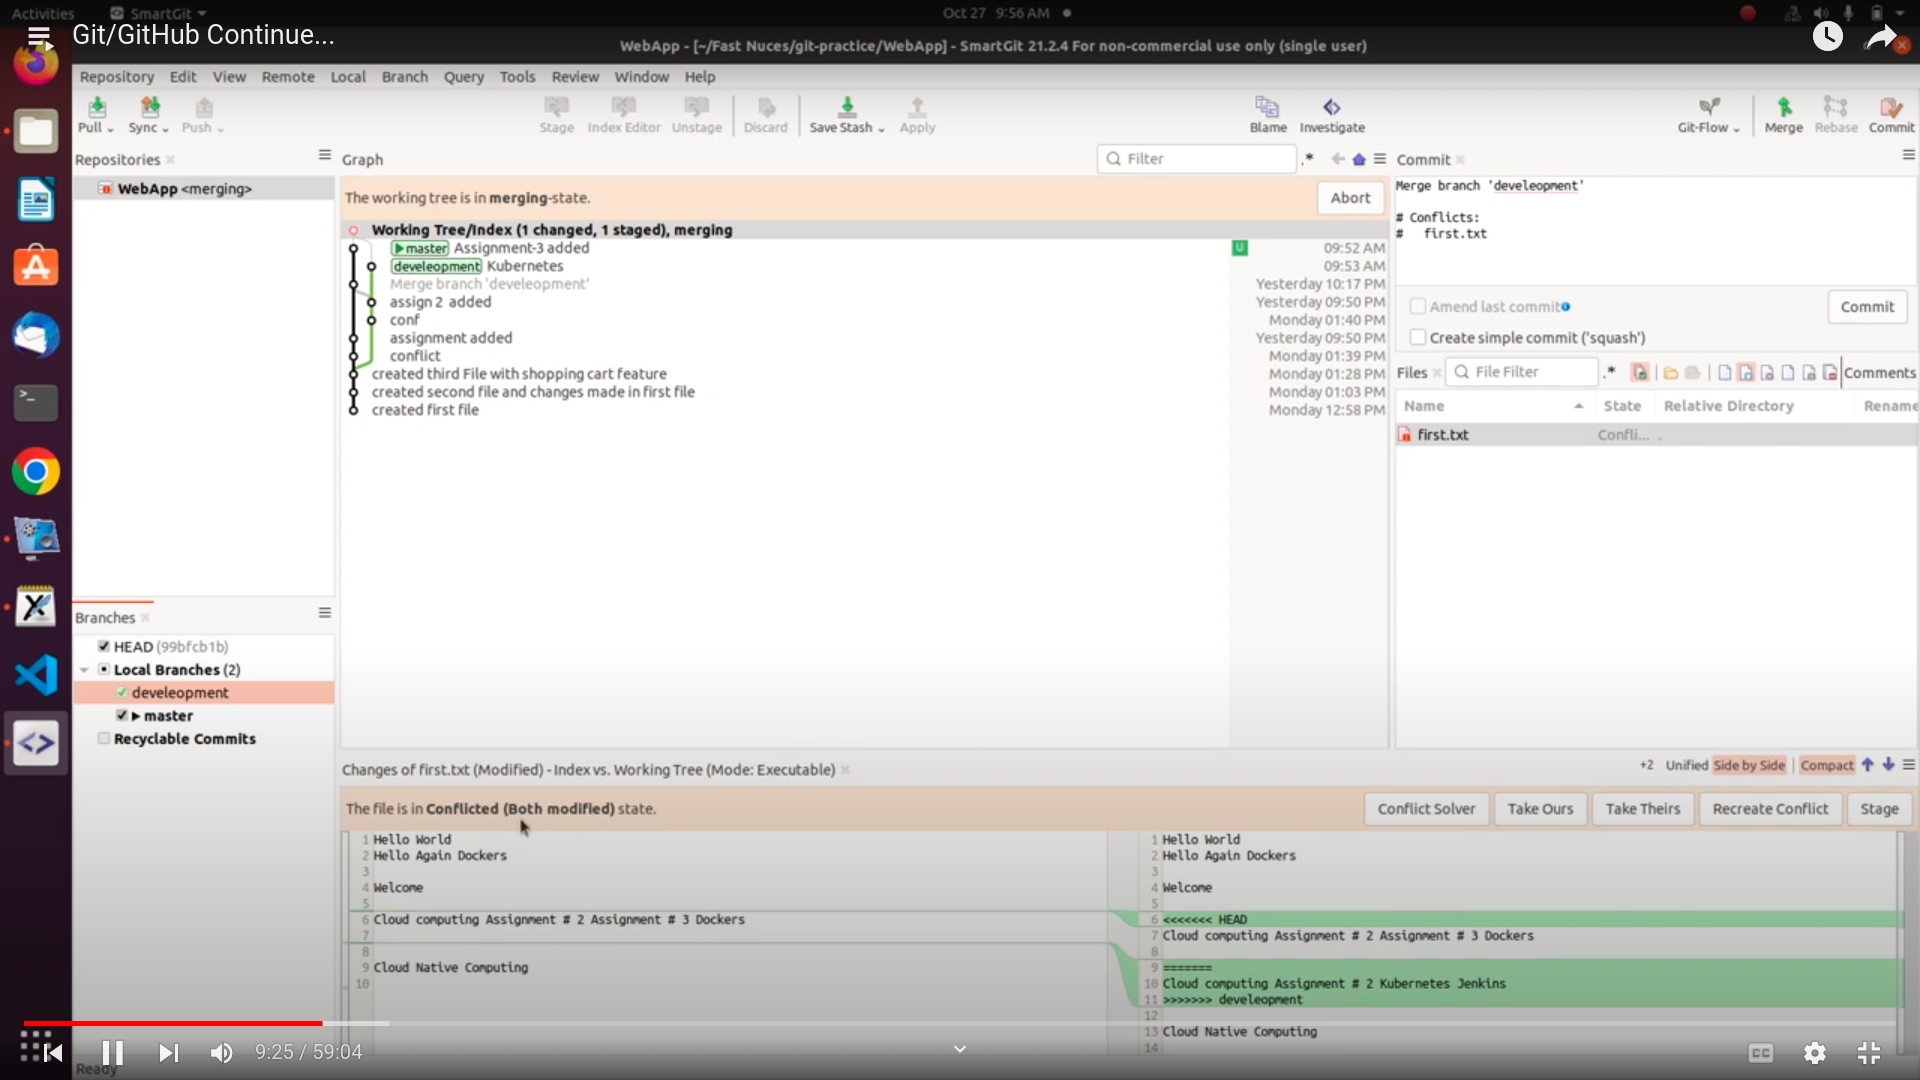 Activities SmartGit Oct 27 9:56 AM
Git/GitHub Continue...
WebApp - [~/Fast Nuces/git-practice/WebApp] - SmartGit 21.2.4 For non-commercial use only (single user)
Repository Edit View Remote Local Branch Query Tools Review Window Help
Pull Sync Push Stage Index Editor Unstage Discard Save Stash Apply Blame Investigate Git-Flow Merge Rebase Commit
Repositories
WebApp <merging>
Graph
Filter
.*
The working tree is in merging-state.
Abort
Working Tree/Index (1 changed, 1 staged), merging
master Assignment-3 added U 09:52 AM
develeopment Kubernetes 09:53 AM
Merge branch 'develeopment' Yesterday 10:17 PM
assign 2 added Yesterday 09:50 PM
conf Monday 01:40 PM
assignment added Yesterday 09:50 PM
conflict Monday 01:39 PM
created third File with shopping cart feature Monday 01:28 PM
created second file and changes made in first file Monday 01:03 PM
created first file Monday 12:58 PM
Commit
Merge branch 'develeopment'
# Conflicts:
# first.txt
Amend last commit
Commit
Create simple commit ('squash')
Files File Filter .* Comments
Name State Relative Directory Rename
first.txt Confli... .
Branches
HEAD (99bfcb1b)
Local Branches (2)
develeopment
master
Recyclable Commits
Changes of first.txt (Modified) - Index vs. Working Tree (Mode: Executable)
+2 Unified Side by Side Compact
The file is in Conflicted (Both modified) state.
Conflict Solver Take Ours Take Theirs Recreate Conflict Stage
1 Hello World
2 Hello Again Dockers
3
4 Welcome
5
6 Cloud computing Assignment # 2 Assignment # 3 Dockers
7
8
9 Cloud Native Computing
10
1 Hello World
2 Hello Again Dockers
3
4 Welcome
5
6 <<<<<<< HEAD
7 Cloud computing Assignment # 2 Assignment # 3 Dockers
8
9 =======
10 Cloud computing Assignment # 2 Kubernetes Jenkins
11 >>>>>>> develeopment
12
13 Cloud Native Computing
14
9:25 / 59:04
CC
Ready